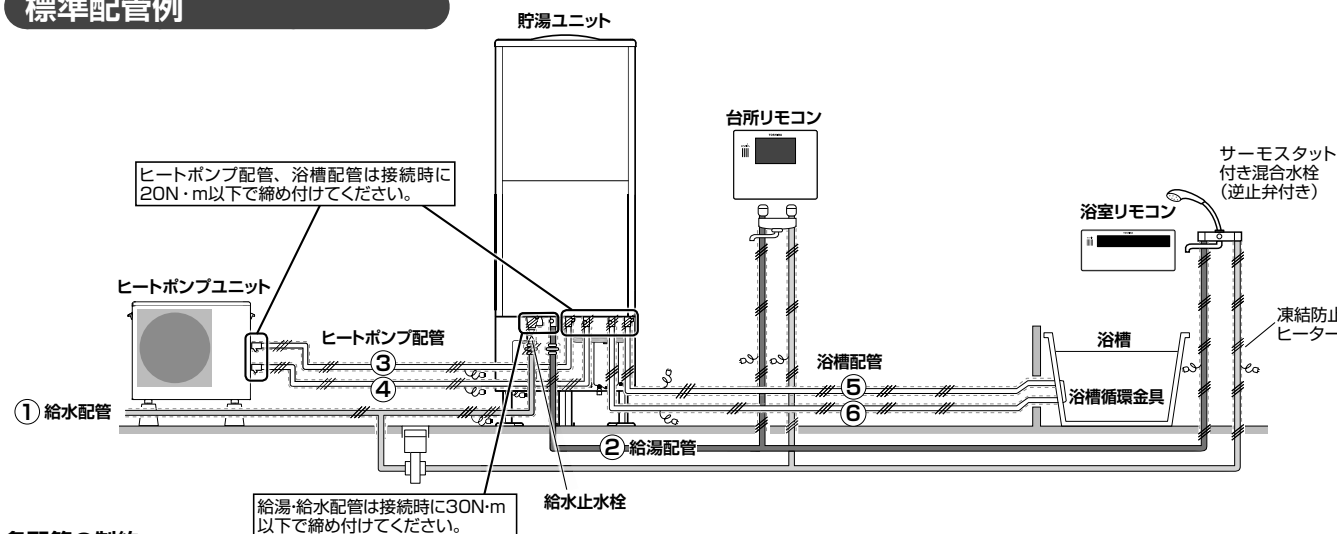 標準配管例
貯湯ユニット
台所リモコン
サーモスタット
付き混合水栓
(逆止弁付き)
ヒートポンプ配管、浴槽配管は接続時に
20N・m以下で締め付けてください。
浴室リモコン
ヒートポンプユニット
凍結防止
ヒーター
ヒートポンプ配管
浴槽
浴槽配管
③
④
⑤
浴槽循環金具
① 給水配管
⑥
② 給湯配管
給水止水栓
給湯・給水配管は接続時に30N・m
以下で締め付けてください。